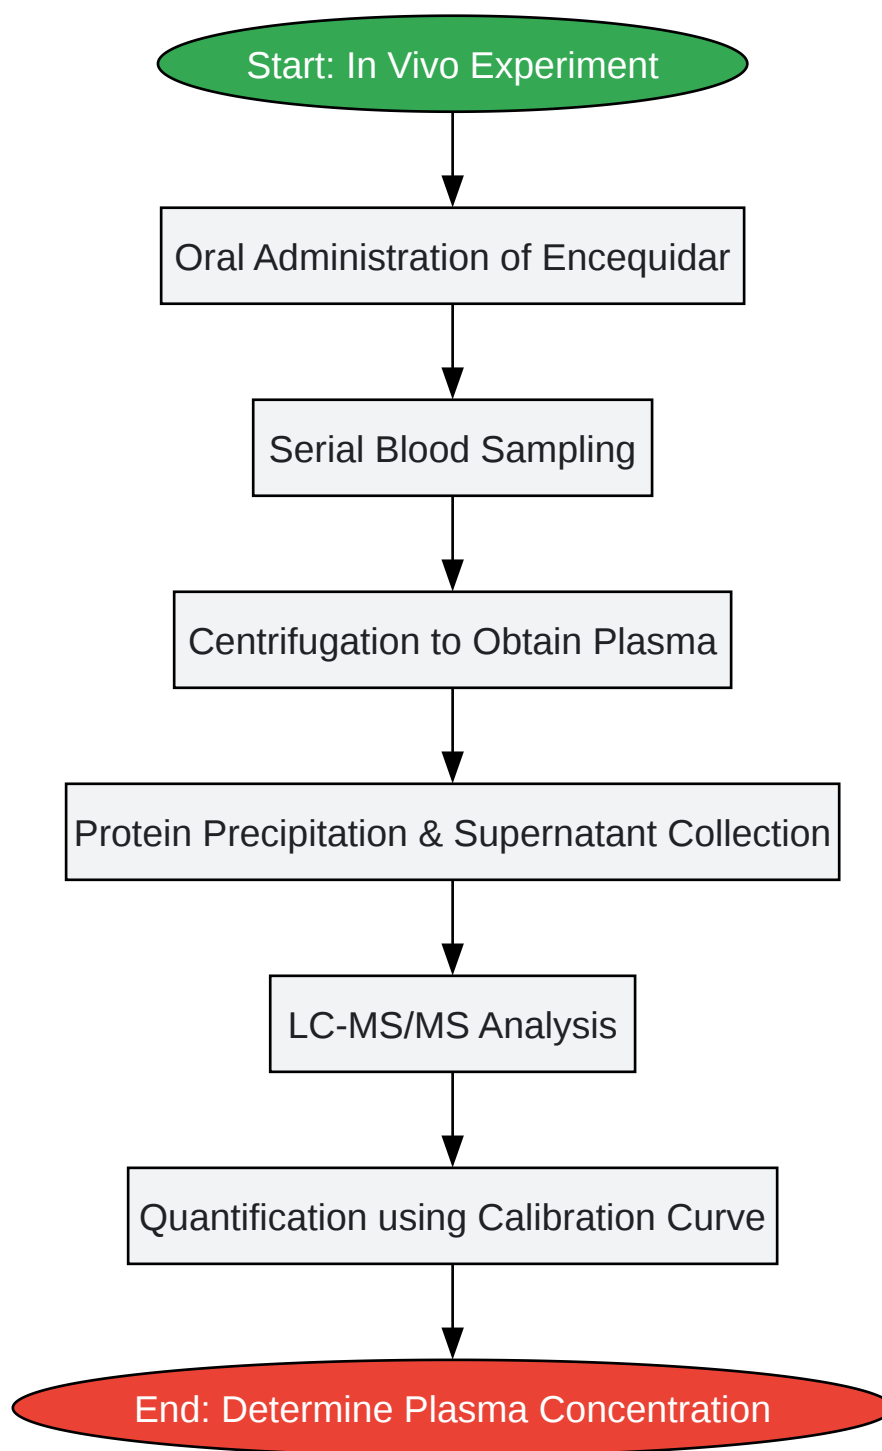 Start: In Vivo Experiment
Oral Administration of Encequidar
Serial Blood Sampling
Centrifugation to Obtain Plasma
Protein Precipitation & Supernatant Collection
LC-MS/MS Analysis
Quantification using Calibration Curve
End: Determine Plasma Concentration